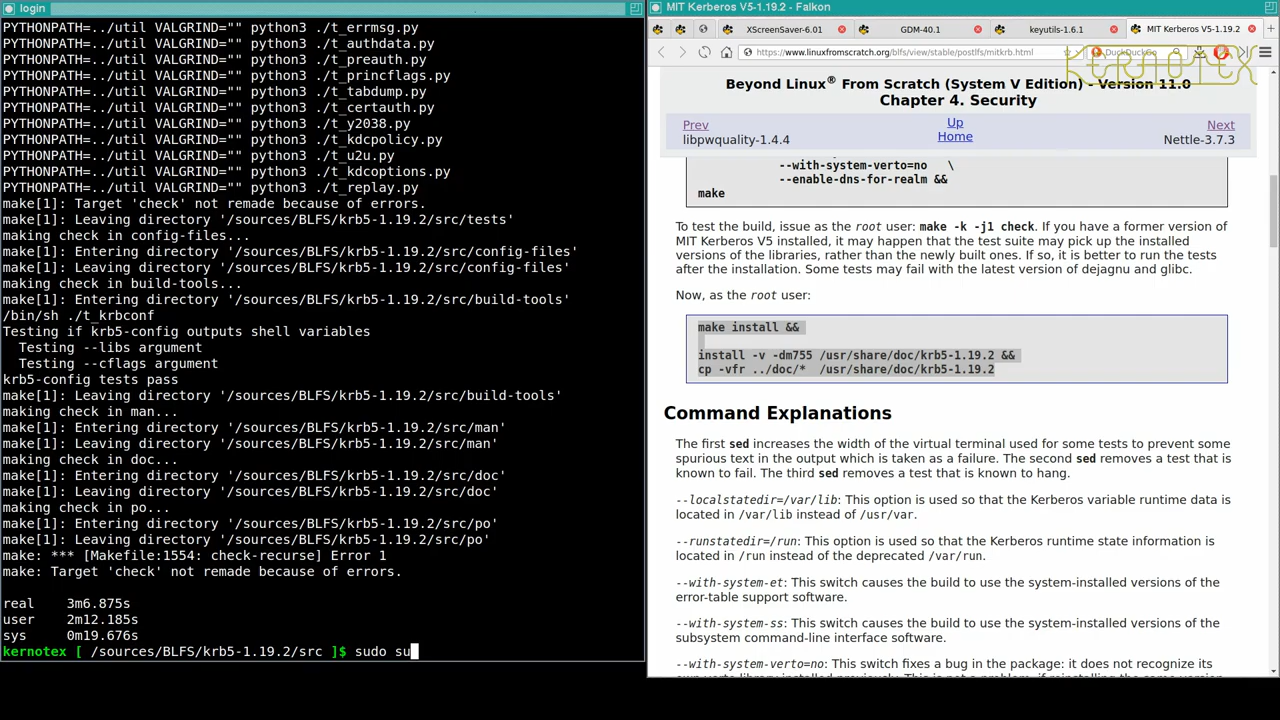 login
PYTHONPATH=../util VALGRIND="" python3 ./t_errmsg.py
PYTHONPATH=../util VALGRIND="" python3 ./t_authdata.py
PYTHONPATH=../util VALGRIND="" python3 ./t_preauth.py
PYTHONPATH=../util VALGRIND="" python3 ./t_princflags.py
PYTHONPATH=../util VALGRIND="" python3 ./t_tabdump.py
PYTHONPATH=../util VALGRIND="" python3 ./t_certauth.py
PYTHONPATH=../util VALGRIND="" python3 ./t_y2038.py
PYTHONPATH=../util VALGRIND="" python3 ./t_kdcpolicy.py
PYTHONPATH=../util VALGRIND="" python3 ./t_u2u.py
PYTHONPATH=../util VALGRIND="" python3 ./t_kdcoptions.py
PYTHONPATH=../util VALGRIND="" python3 ./t_replay.py
make[1]: Target 'check' not remade because of errors.
make[1]: Leaving directory '/sources/BLFS/krb5-1.19.2/src/tests'
making check in config-files...
make[1]: Entering directory '/sources/BLFS/krb5-1.19.2/src/config-files'
make[1]: Leaving directory '/sources/BLFS/krb5-1.19.2/src/config-files'
making check in build-tools...
make[1]: Entering directory '/sources/BLFS/krb5-1.19.2/src/build-tools'
/bin/sh ./t_krbconf
Testing if krb5-config outputs shell variables
  Testing --libs argument
  Testing --cflags argument
krb5-config tests pass
make[1]: Leaving directory '/sources/BLFS/krb5-1.19.2/src/build-tools'
making check in man...
make[1]: Entering directory '/sources/BLFS/krb5-1.19.2/src/man'
make[1]: Leaving directory '/sources/BLFS/krb5-1.19.2/src/man'
making check in doc...
make[1]: Entering directory '/sources/BLFS/krb5-1.19.2/src/doc'
make[1]: Leaving directory '/sources/BLFS/krb5-1.19.2/src/doc'
making check in po...
make[1]: Entering directory '/sources/BLFS/krb5-1.19.2/src/po'
make[1]: Leaving directory '/sources/BLFS/krb5-1.19.2/src/po'
make: *** [Makefile:1554: check-recurse] Error 1
make: Target 'check' not remade because of errors.
real    3m6.875s
user    2m12.185s
sys     0m19.676s
kernotex [ /sources/BLFS/krb5-1.19.2/src ]$ sudo su
MIT Kerberos V5-1.19.2 - Falkon
XScreenSaver-6.01 GDM-40.1 keyutils-1.6.1 MIT Kerberos V5-1.19.2
https://www.linuxfromscratch.org/blfs/view/stable/postlfs/mitkrb.html DuckDuckGo
KERNOTEX
Beyond Linux® From Scratch (System V Edition) - Version 11.0
Chapter 4. Security
Prev Up Next
libpwquality-1.4.4 Home Nettle-3.7.3
--with-system-verto=no   \
--enable-dns-for-realm &&
make
To test the build, issue as the root user: make -k -j1 check. If you have a former version of
MIT Kerberos V5 installed, it may happen that the test suite may pick up the installed
versions of the libraries, rather than the newly built ones. If so, it is better to run the tests
after the installation. Some tests may fail with the latest version of dejagnu and glibc.
Now, as the root user:
make install &&
install -v -dm755 /usr/share/doc/krb5-1.19.2 &&
cp -vfr ../doc/*  /usr/share/doc/krb5-1.19.2
Command Explanations
The first sed increases the width of the virtual terminal used for some tests to prevent some
spurious text in the output which is taken as a failure. The second sed removes a test that is
known to fail. The third sed removes a test that is known to hang.
--localstatedir=/var/lib: This option is used so that the Kerberos variable runtime data is
located in /var/lib instead of /usr/var.
--runstatedir=/run: This option is used so that the Kerberos runtime state information is
located in /run instead of the deprecated /var/run.
--with-system-et: This switch causes the build to use the system-installed versions of the
error-table support software.
--with-system-ss: This switch causes the build to use the system-installed versions of the
subsystem command-line interface software.
--with-system-verto=no: This switch fixes a bug in the package: it does not recognize its